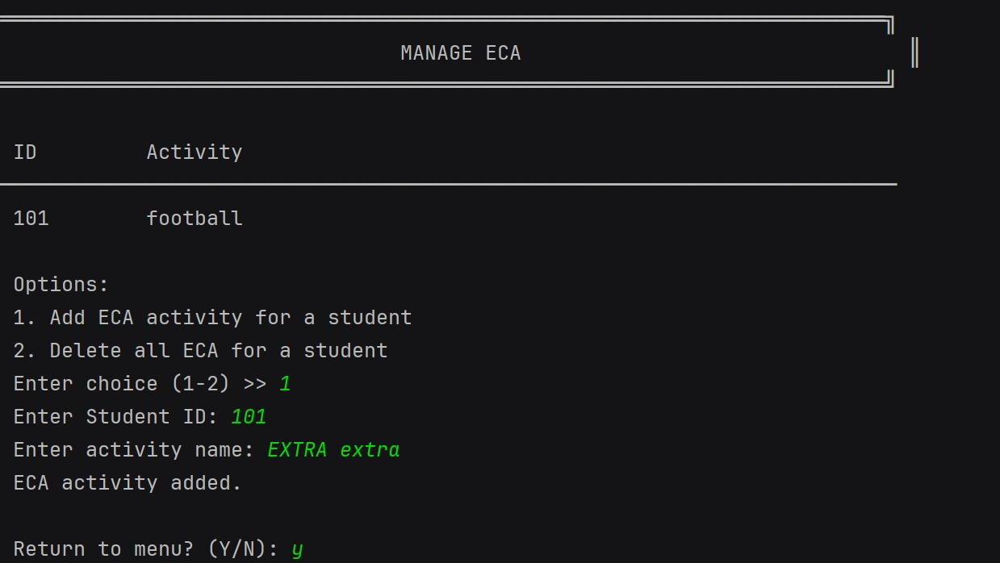 MANAGE ECA
ID Activity
101 football
Options:
1. Add ECA activity for a student
2. Delete all ECA for a student
Enter choice (1-2) >> 1
Enter Student ID: 101
Enter activity name: EXTRA extra
ECA activity added.
Return to menu? (Y/N): y